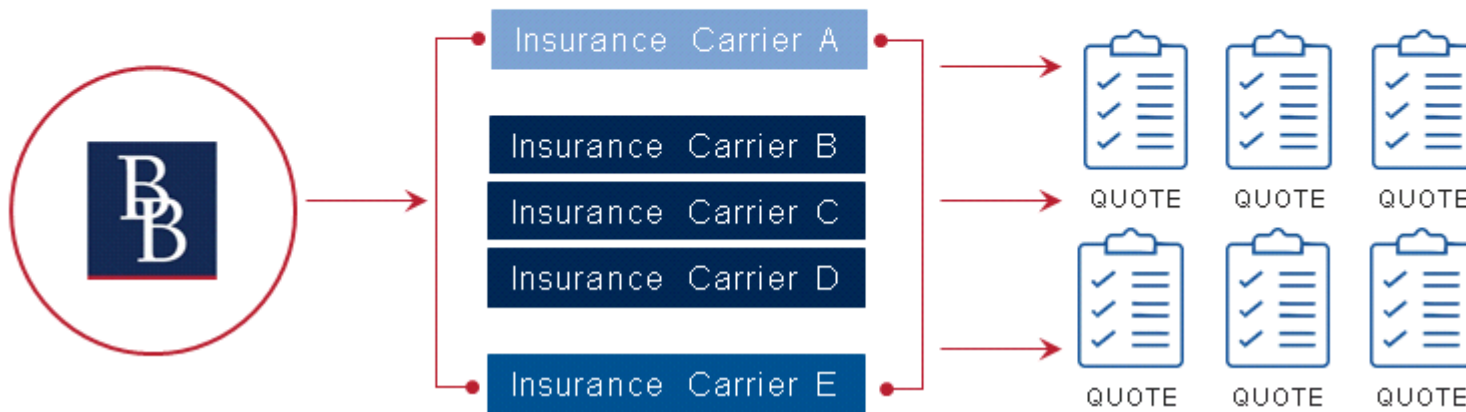 BB
Insurance Carrier A
Insurance Carrier B
Insurance Carrier C
Insurance Carrier D
Insurance Carrier E
QUOTE QUOTE QUOTE
QUOTE QUOTE QUOTE